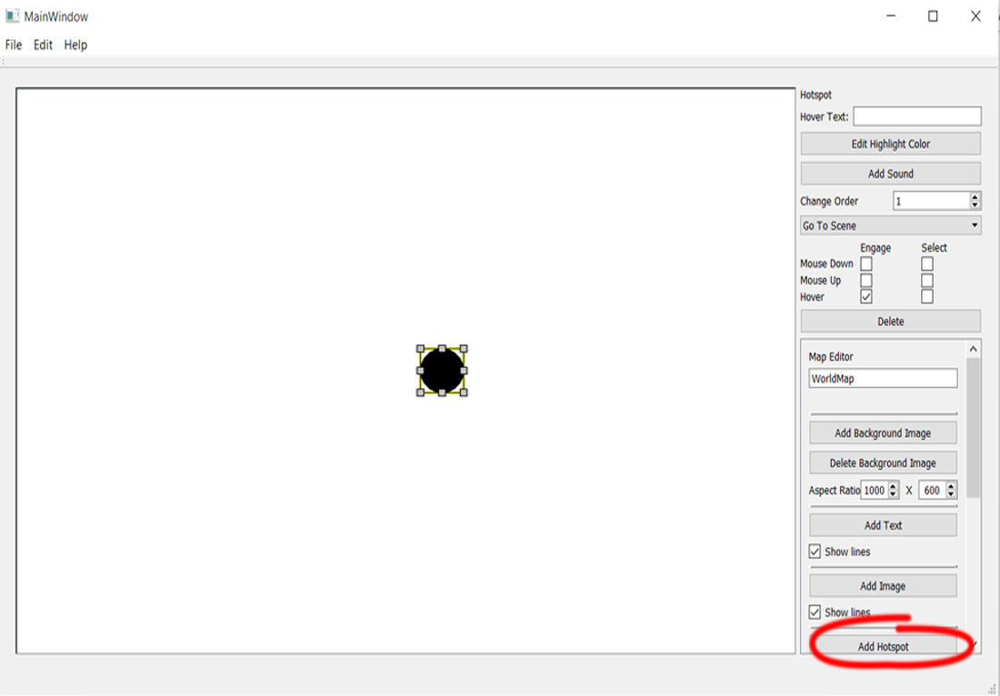 MainWindow
File Edit Help
Hotspot
Hover Text:
Edit Highlight Color
Add Sound
Change Order 1
Go To Scene
Engage Select
Mouse Down
Mouse Up
Hover
Delete
Map Editor
WorldMap
Add Background Image
Delete Background Image
Aspect Ratio 1000 X 600
Add Text
Show lines
Add Image
Show lines
Add Hotspot